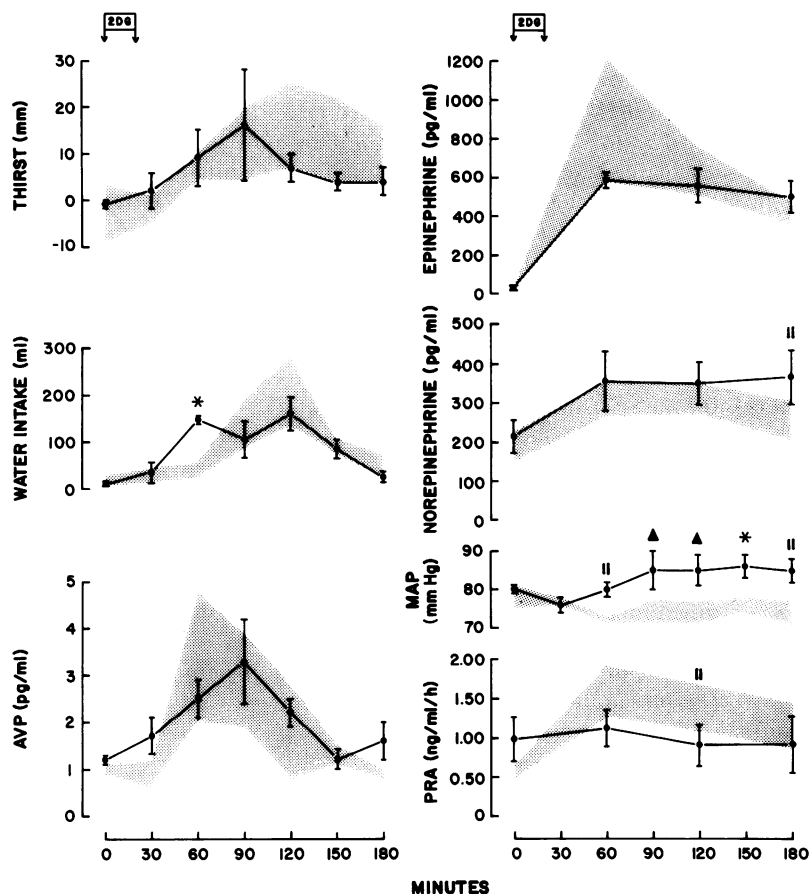 2DG
THIRST (mm)
30
20
10
0
-10
WATER INTAKE (ml)
300
200
100
0
*
AVP (pg/ml)
5
4
3
2
1
0
0 30 60 90 120 150 180
2DG
EPINEPHRINE (pg/ml)
1200
1000
800
600
400
200
0
NOREPINEPHRINE (pg/ml)
500
400
300
200
0
II
MAP
(mm Hg)
90
80
70
II ▲ ▲ * II
PRA (ng/ml/h)
2.00
1.50
1.00
0.50
0
II
0 30 60 90 120 150 180
MINUTES